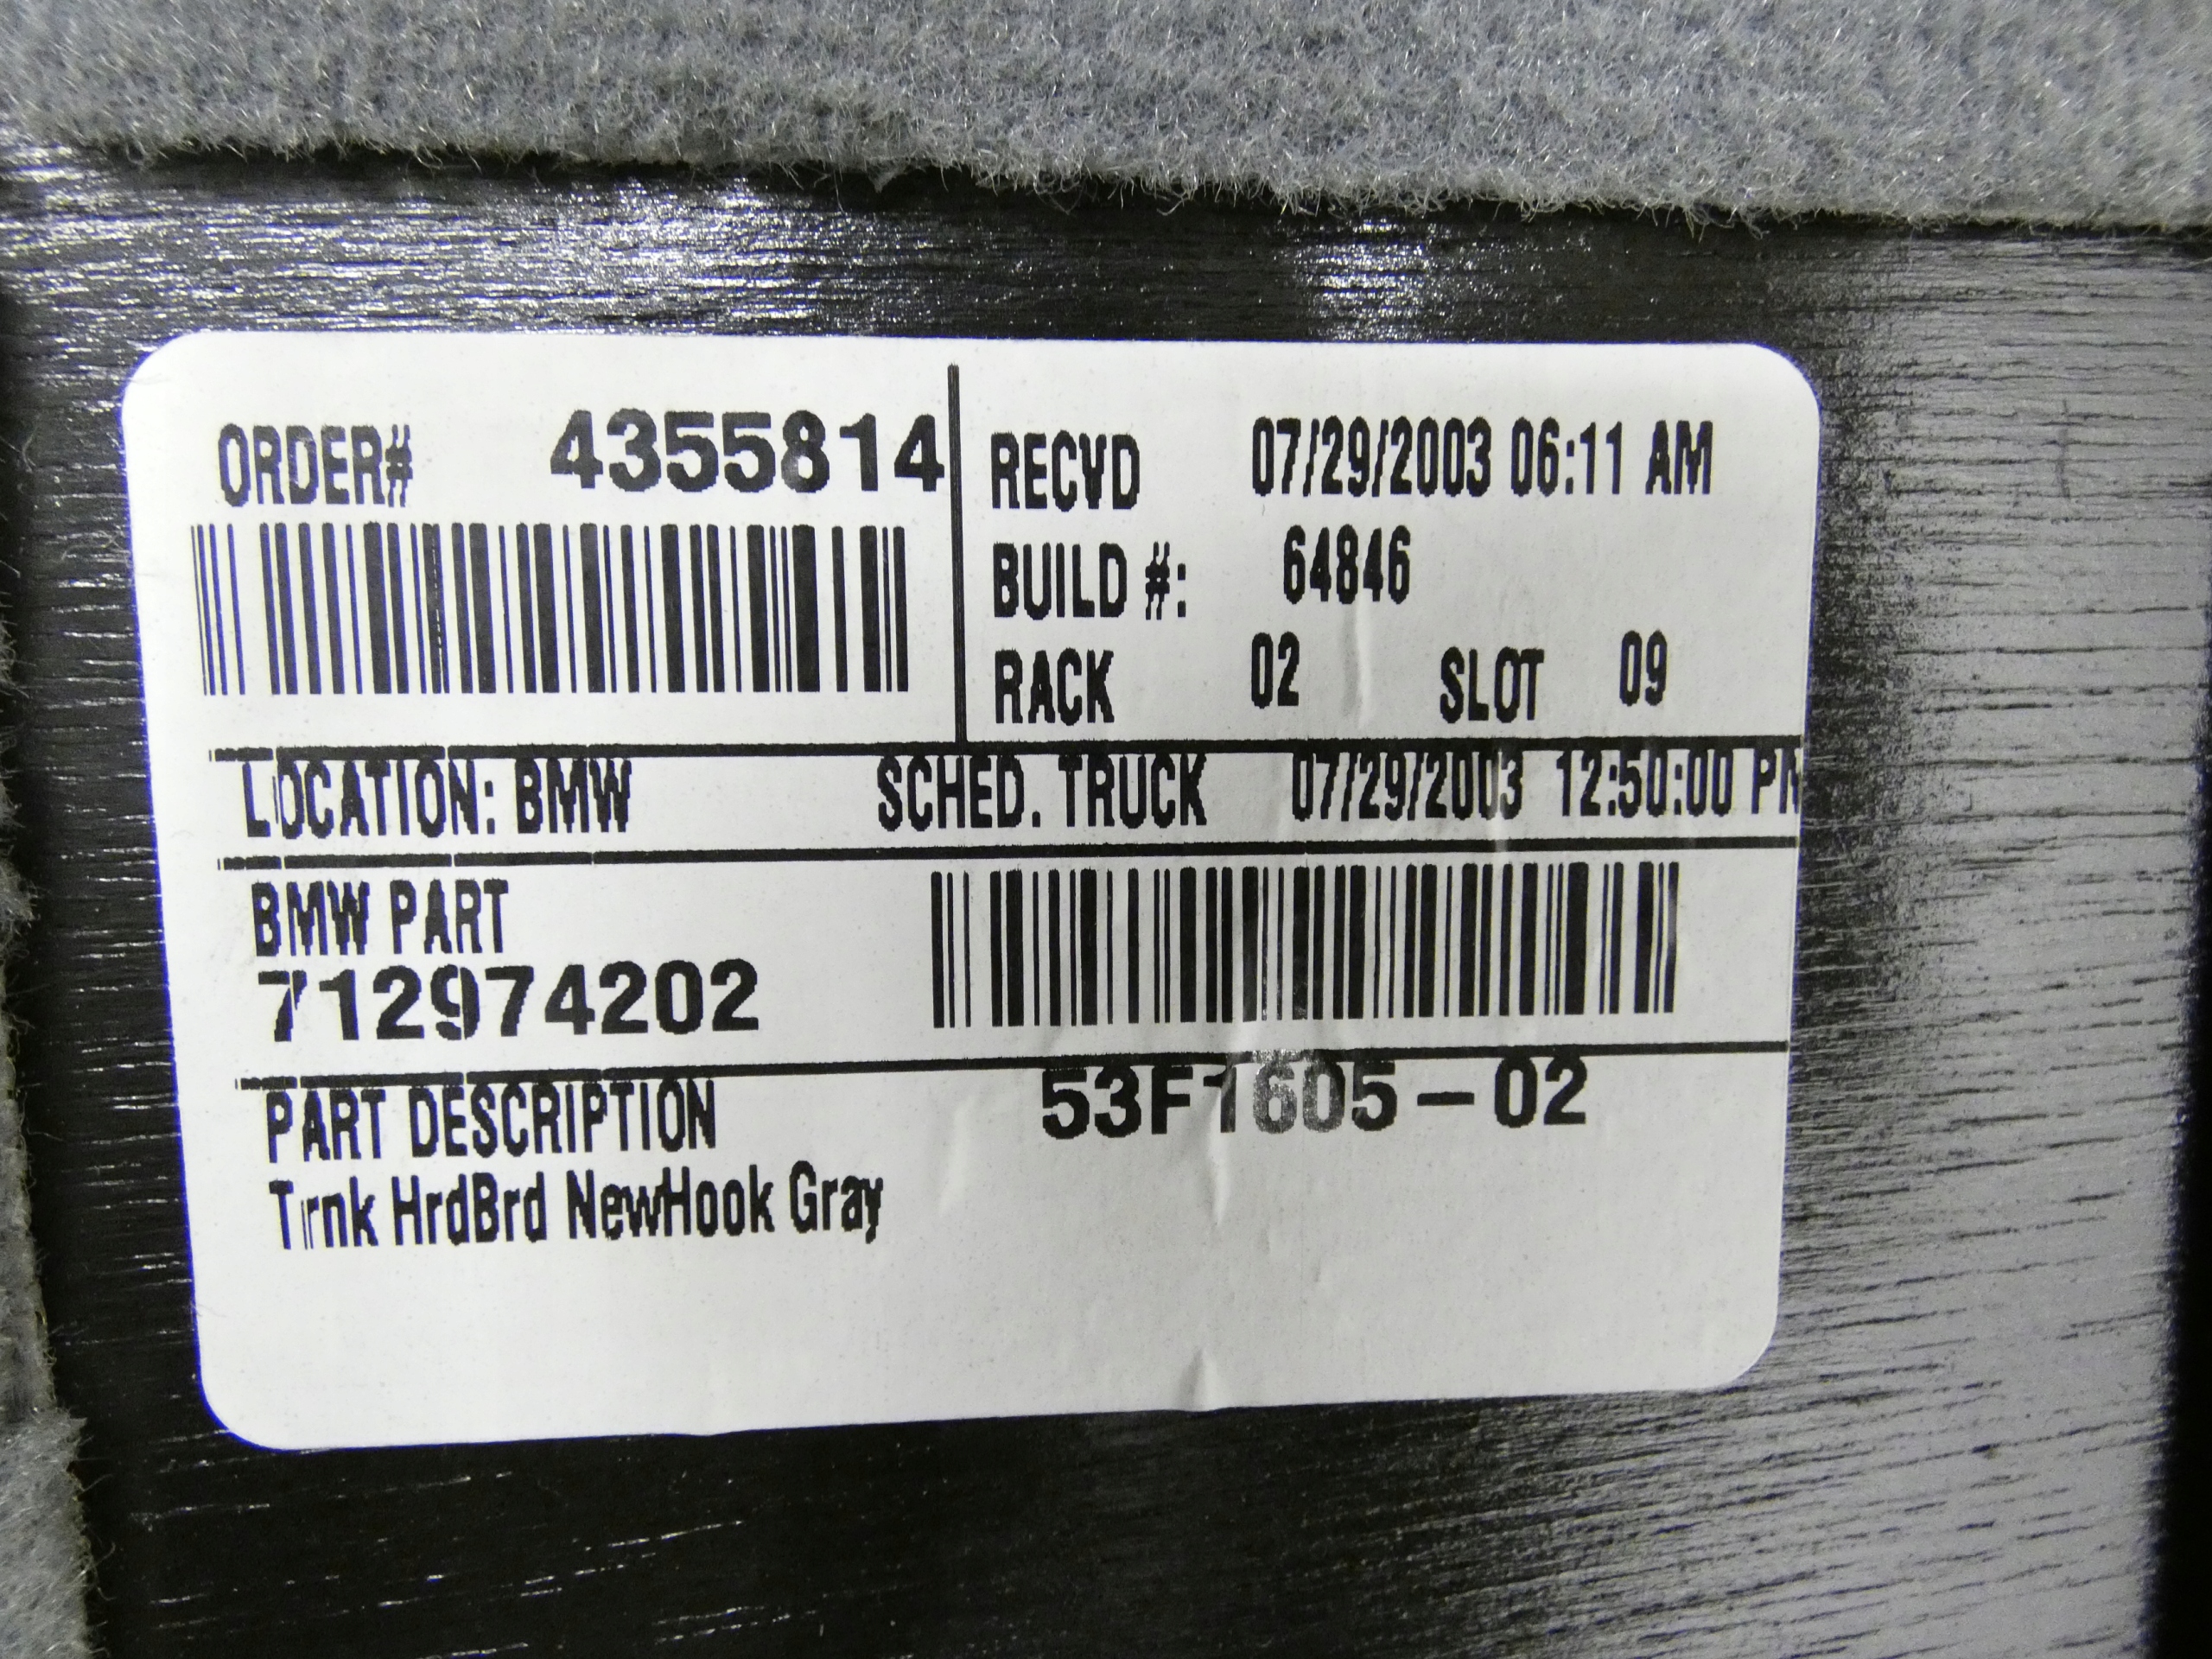 ORDER# 4355814
RECVD 07/29/2003 06:11 AM
BUILD #: 64846
RACK 02 SLOT 09
LOCATION: BMW SCHED. TRUCK 07/29/2003 12:50:00 PM
BMW PART
712974202
PART DESCRIPTION 53F1605-02
Trnk HrdBrd NewHook Gray